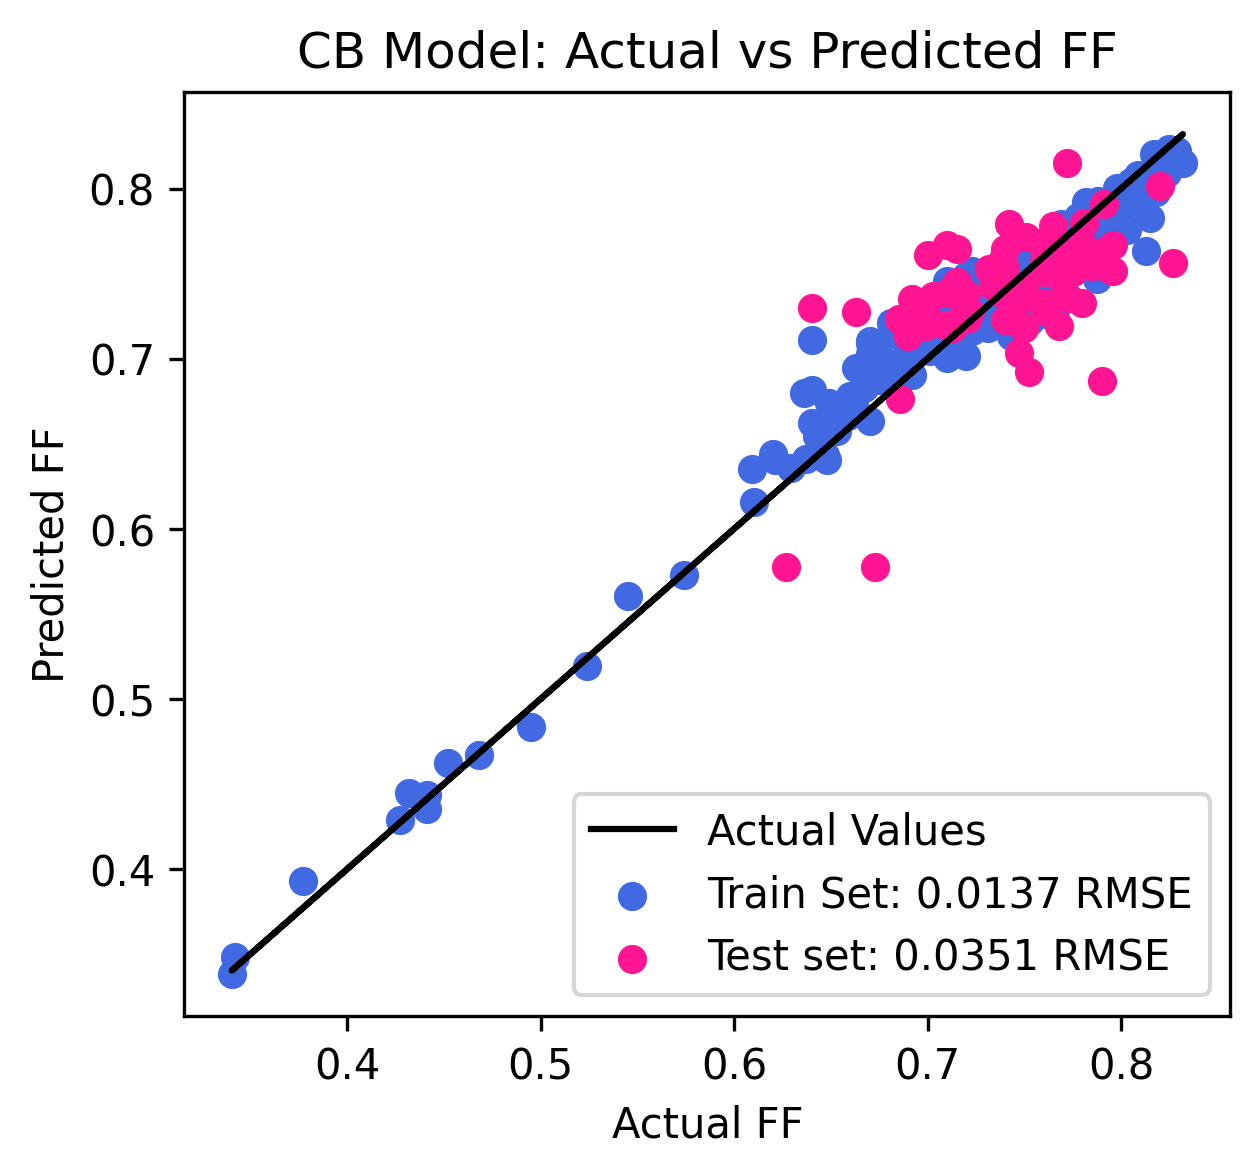 CB Model: Actual vs Predicted FF
Predicted FF
0.8
0.7
0.6
0.5
0.4
Actual Values
Train Set: 0.0137 RMSE
Test set: 0.0351 RMSE
0.4 0.5 0.6 0.7 0.8
Actual FF